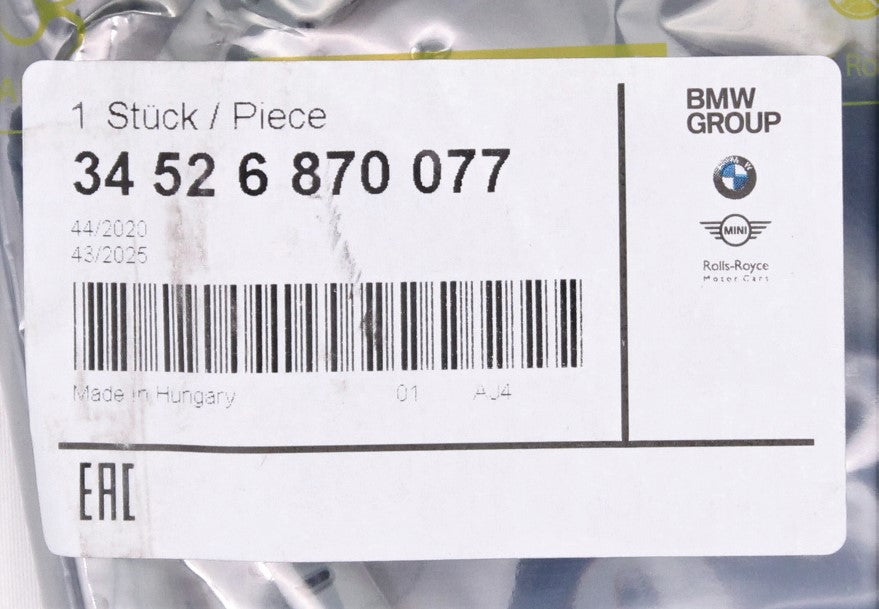 1 Stück / Piece
34 52 6 870 077
44/2020
43/2025
Made in Hungary 01 AJ4
EAC
BMW
GROUP
BMW
MINI
Rolls-Royce
Motor Cars